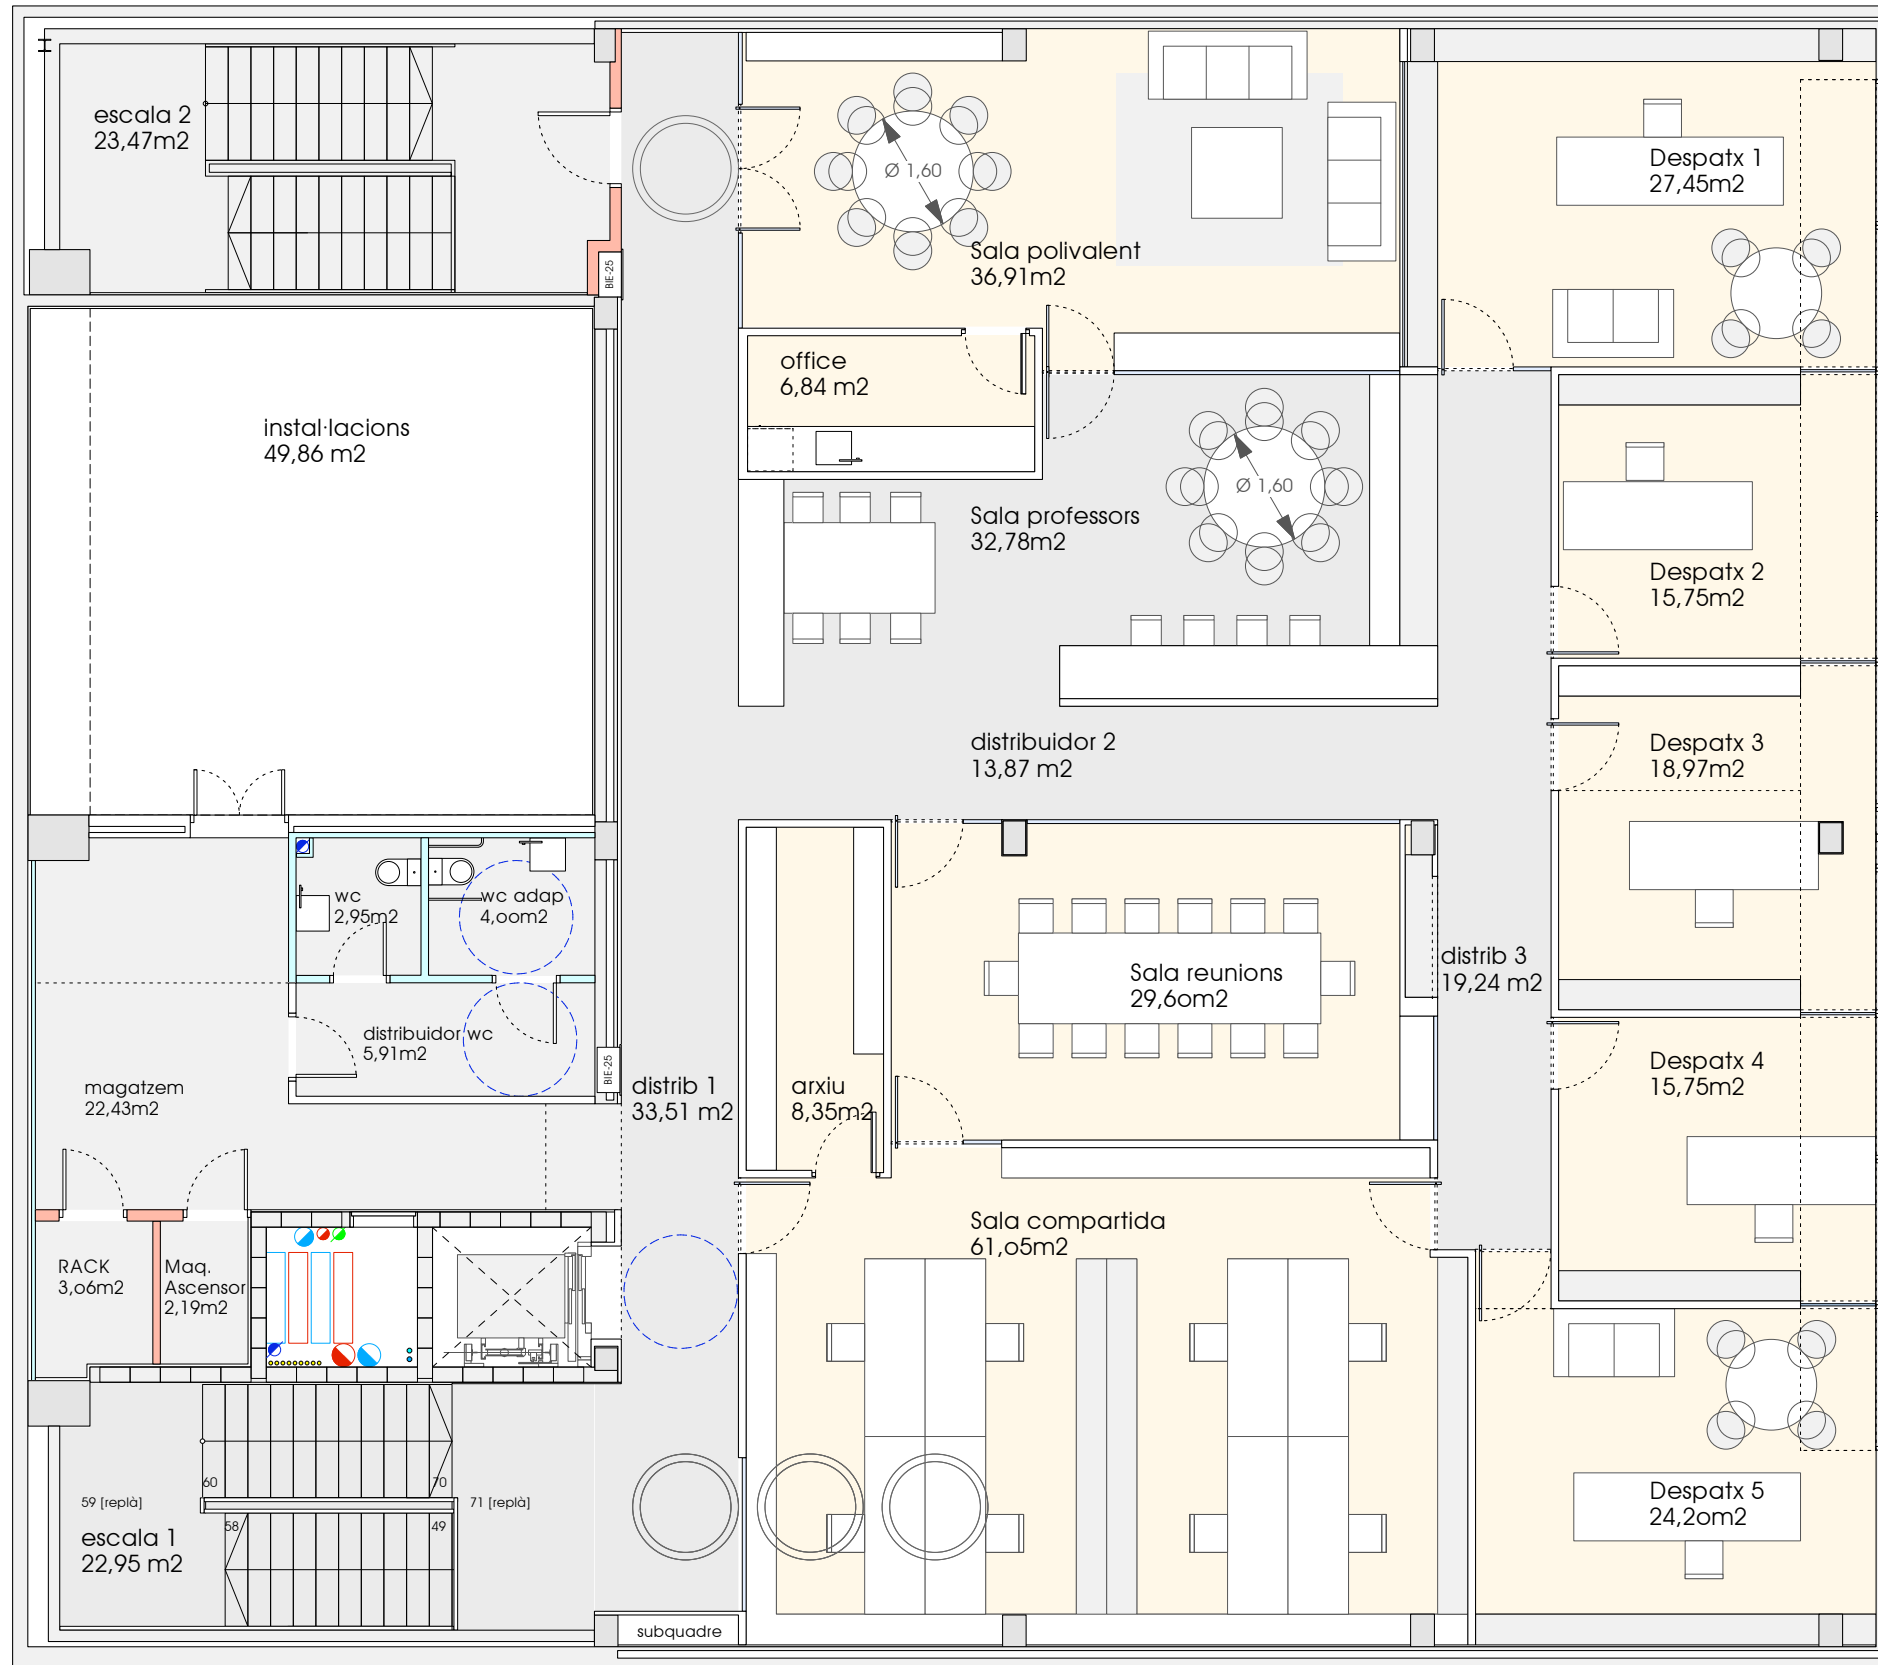 escala 2
23,47m2
BIE-25
Ø 1,60
Sala polivalent
36,91m2
Despatx 1
27,45m2
office
6,84 m2
instal·lacions
49,86 m2
Ø 1,60
Sala professors
32,78m2
Despatx 2
15,75m2
distribuidor 2
13,87 m2
Despatx 3
18,97m2
wc
2,95m2
wc adap
4,00m2
distribuidor wc
5,91m2
BIE-25
magatzem
22,43m2
distrib 1
33,51 m2
arxiu
8,35m2
Sala reunions
29,60m2
distrib 3
19,24 m2
Despatx 4
15,75m2
RACK
3,06m2
Maq.
Ascensor
2,19m2
Sala compartida
61,05m2
60
70
59 [replà]
71 [replà]
58
49
escala 1
22,95 m2
Despatx 5
24,20m2
subquadre